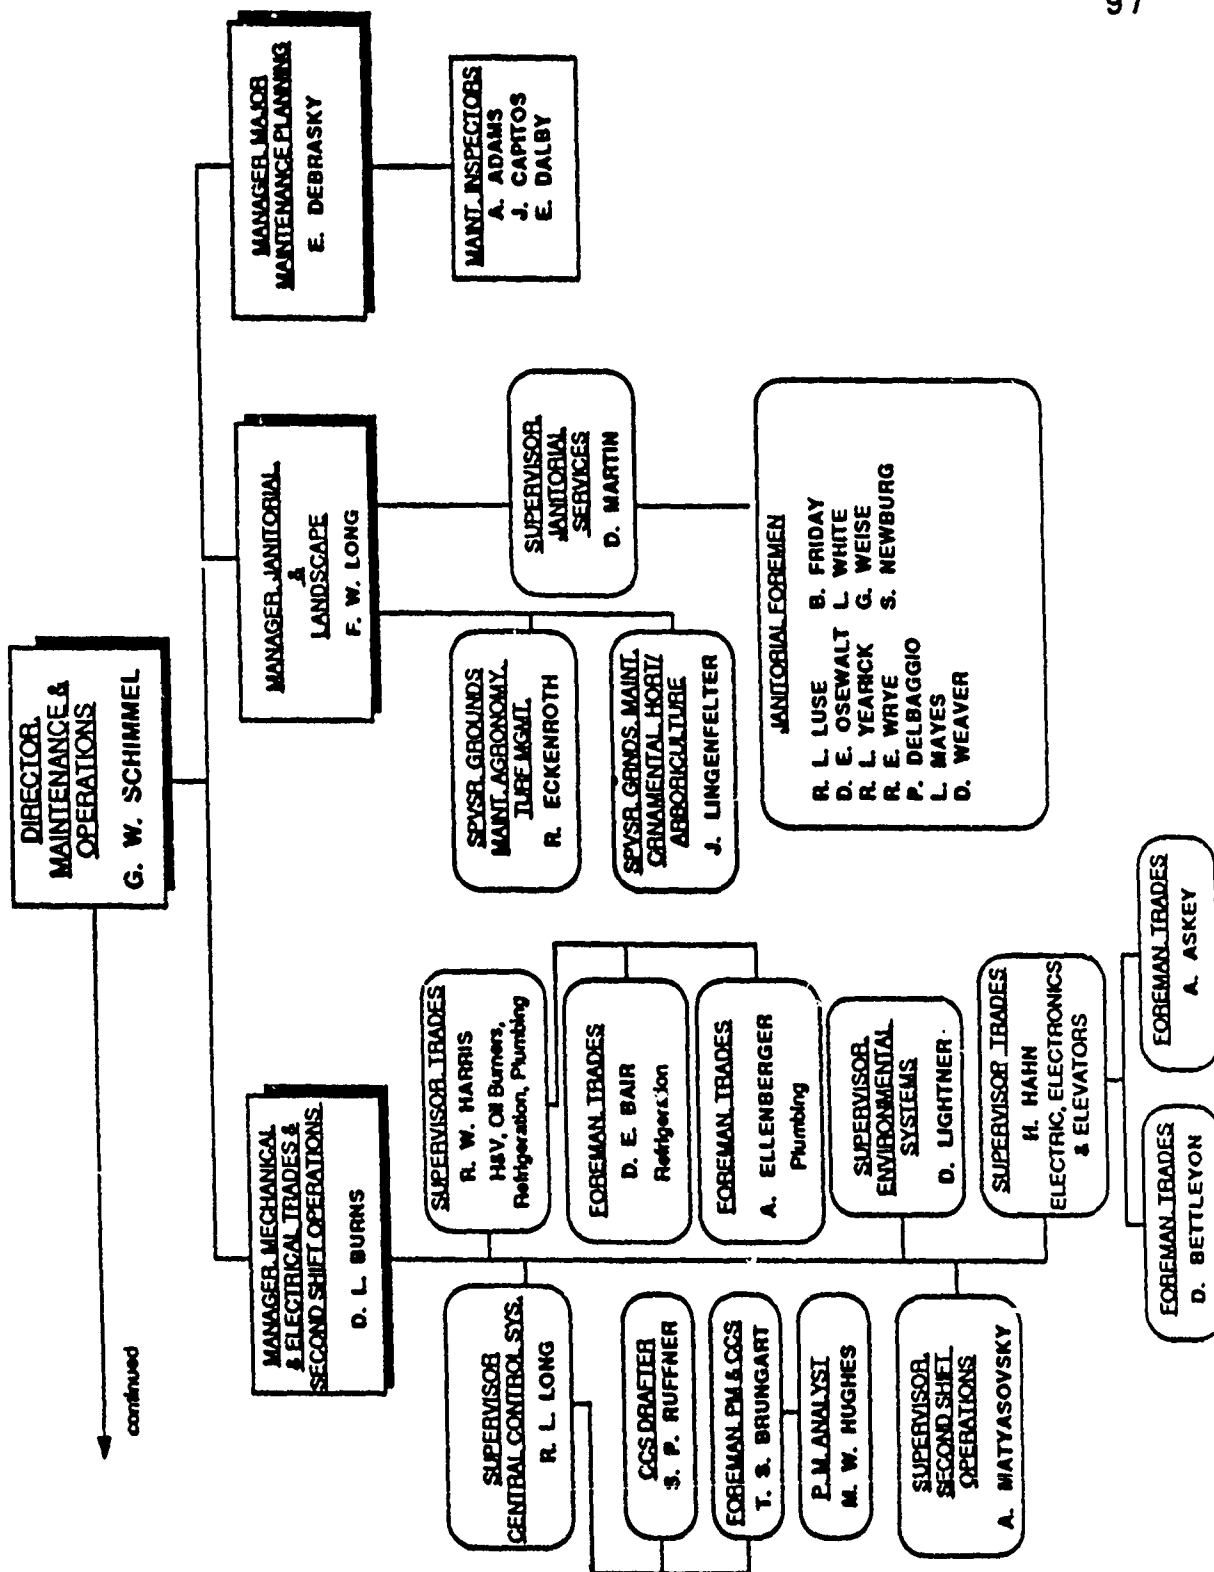 97
DIRECTOR,
MAINTENANCE &
OPERATIONS
G. W. SCHIMMEL
continued
MANAGER, MECHANICAL
& ELECTRICAL TRADES &
SECOND SHIFT OPERATIONS
D. L. BURNS
MANAGER, JANITORIAL
&
LANDSCAPE
F. W. LONG
MANAGER, MAJOR
MAINTENANCE PLANNING
E. DEBRASKY
SUPERVISOR
CENTRAL CONTROL SYS.
R. L. LONG
CCS DRAFTER
S. P. RUFFNER
FOREMAN, PM & CCS
T. S. BRUNGART
P.M. ANALYST
M. W. HUGHES
SUPERVISOR,
SECOND SHIFT
OPERATIONS
A. MATYASOVSKY
SUPERVISOR, TRADES
R. W. HARRIS
H&V, Oil Burners,
Refrigeration, Plumbing
FOREMAN, TRADES
D. E. BAIR
Refrigeration
FOREMAN, TRADES
A. ELLENBERGER
Plumbing
SUPERVISOR,
ENVIRONMENTAL
SYSTEMS
D. LIGHTNER
SUPERVISOR, TRADES
H. HAHN
ELECTRIC, ELECTRONICS
& ELEVATORS
FOREMAN, TRADES
D. BETTLEYON
FOREMAN, TRADES
A. ASKEY
SPVSR, GROUNDS
MAINT. AGRONOMY,
TURF MGMT.
R. ECKENROTH
SPVSR, GRNDS. MAINT.
ORNAMENTAL HORT/
ARBORICULTURE
J. LINGENFELTER
SUPERVISOR,
JANITORIAL
SERVICES
D. MARTIN
JANITORIAL FOREMEN
R. L. LUSE B. FRIDAY
D. E. OSEWALT L. WHITE
R. L. YEARICK G. WEISE
R. E. WRYE S. NEWBURG
P. DELBAGGIO
L. MAYES
D. WEAVER
MAINT. INSPECTORS
A. ADAMS
J. CAPITOS
E. DALBY